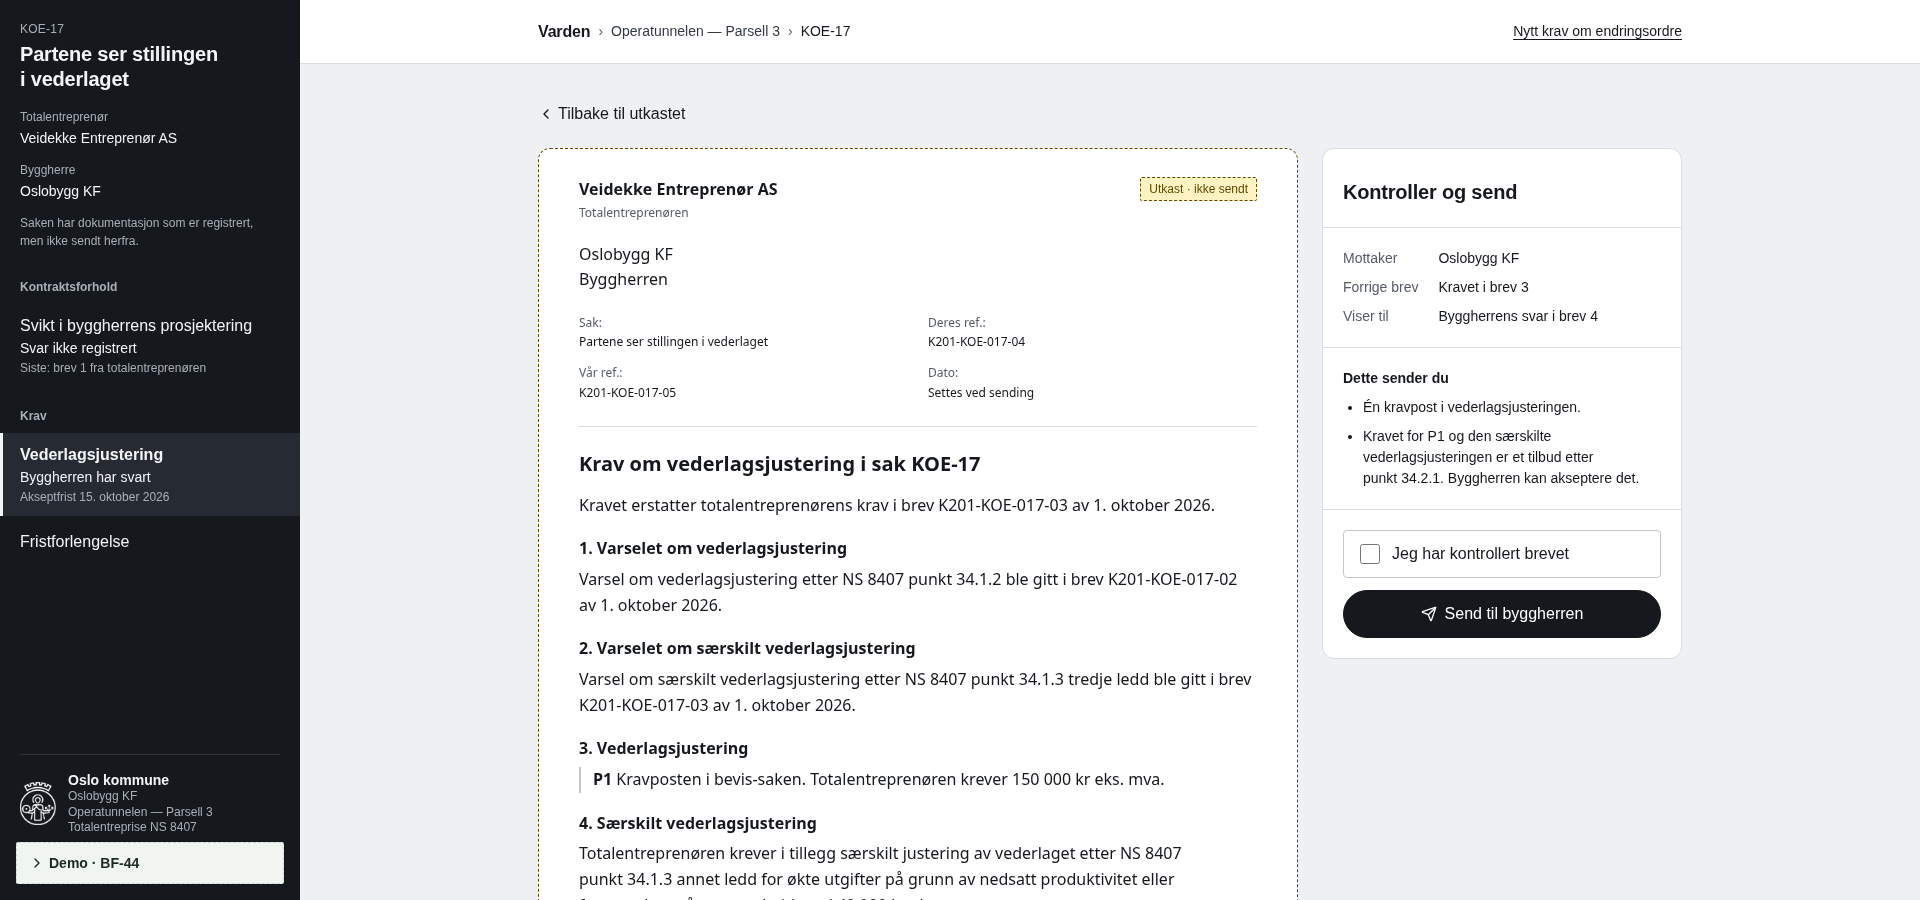 KOE-17
Partene ser stillingen
i vederlaget
Totalentreprenør
Veidekke Entreprenør AS
Byggherre
Oslobygg KF
Saken har dokumentasjon som er registrert,
men ikke sendt herfra.
Kontraktsforhold
Svikt i byggherrens prosjektering
Svar ikke registrert
Siste: brev 1 fra totalentreprenøren
Krav
Vederlagsjustering
Byggherren har svart
Akseptfrist 15. oktober 2026
Fristforlengelse
Oslo kommune
Oslobygg KF
Operatunnelen — Parsell 3
Totalentreprise NS 8407
Demo · BF-44
Varden › Operatunnelen — Parsell 3 › KOE-17
Nytt krav om endringsordre
Tilbake til utkastet
Veidekke Entreprenør AS
Utkast · ikke sendt
Totalentreprenøren
Oslobygg KF
Byggherren
Sak:
Partene ser stillingen i vederlaget
Deres ref.:
K201-KOE-017-04
Vår ref.:
K201-KOE-017-05
Dato:
Settes ved sending
Krav om vederlagsjustering i sak KOE-17
Kravet erstatter totalentreprenørens krav i brev K201-KOE-017-03 av 1. oktober 2026.
1. Varselet om vederlagsjustering
Varsel om vederlagsjustering etter NS 8407 punkt 34.1.2 ble gitt i brev K201-KOE-017-02
av 1. oktober 2026.
2. Varselet om særskilt vederlagsjustering
Varsel om særskilt vederlagsjustering etter NS 8407 punkt 34.1.3 tredje ledd ble gitt i brev
K201-KOE-017-03 av 1. oktober 2026.
3. Vederlagsjustering
P1 Kravposten i bevis-saken. Totalentreprenøren krever 150 000 kr eks. mva.
4. Særskilt vederlagsjustering
Totalentreprenøren krever i tillegg særskilt justering av vederlaget etter NS 8407
punkt 34.1.3 annet ledd for økte utgifter på grunn av nedsatt produktivitet eller
Kontroller og send
Mottaker Oslobygg KF
Forrige brev Kravet i brev 3
Viser til Byggherrens svar i brev 4
Dette sender du
• Én kravpost i vederlagsjusteringen.
• Kravet for P1 og den særskilte
vederlagsjusteringen er et tilbud etter
punkt 34.2.1. Byggherren kan akseptere det.
Jeg har kontrollert brevet
Send til byggherren